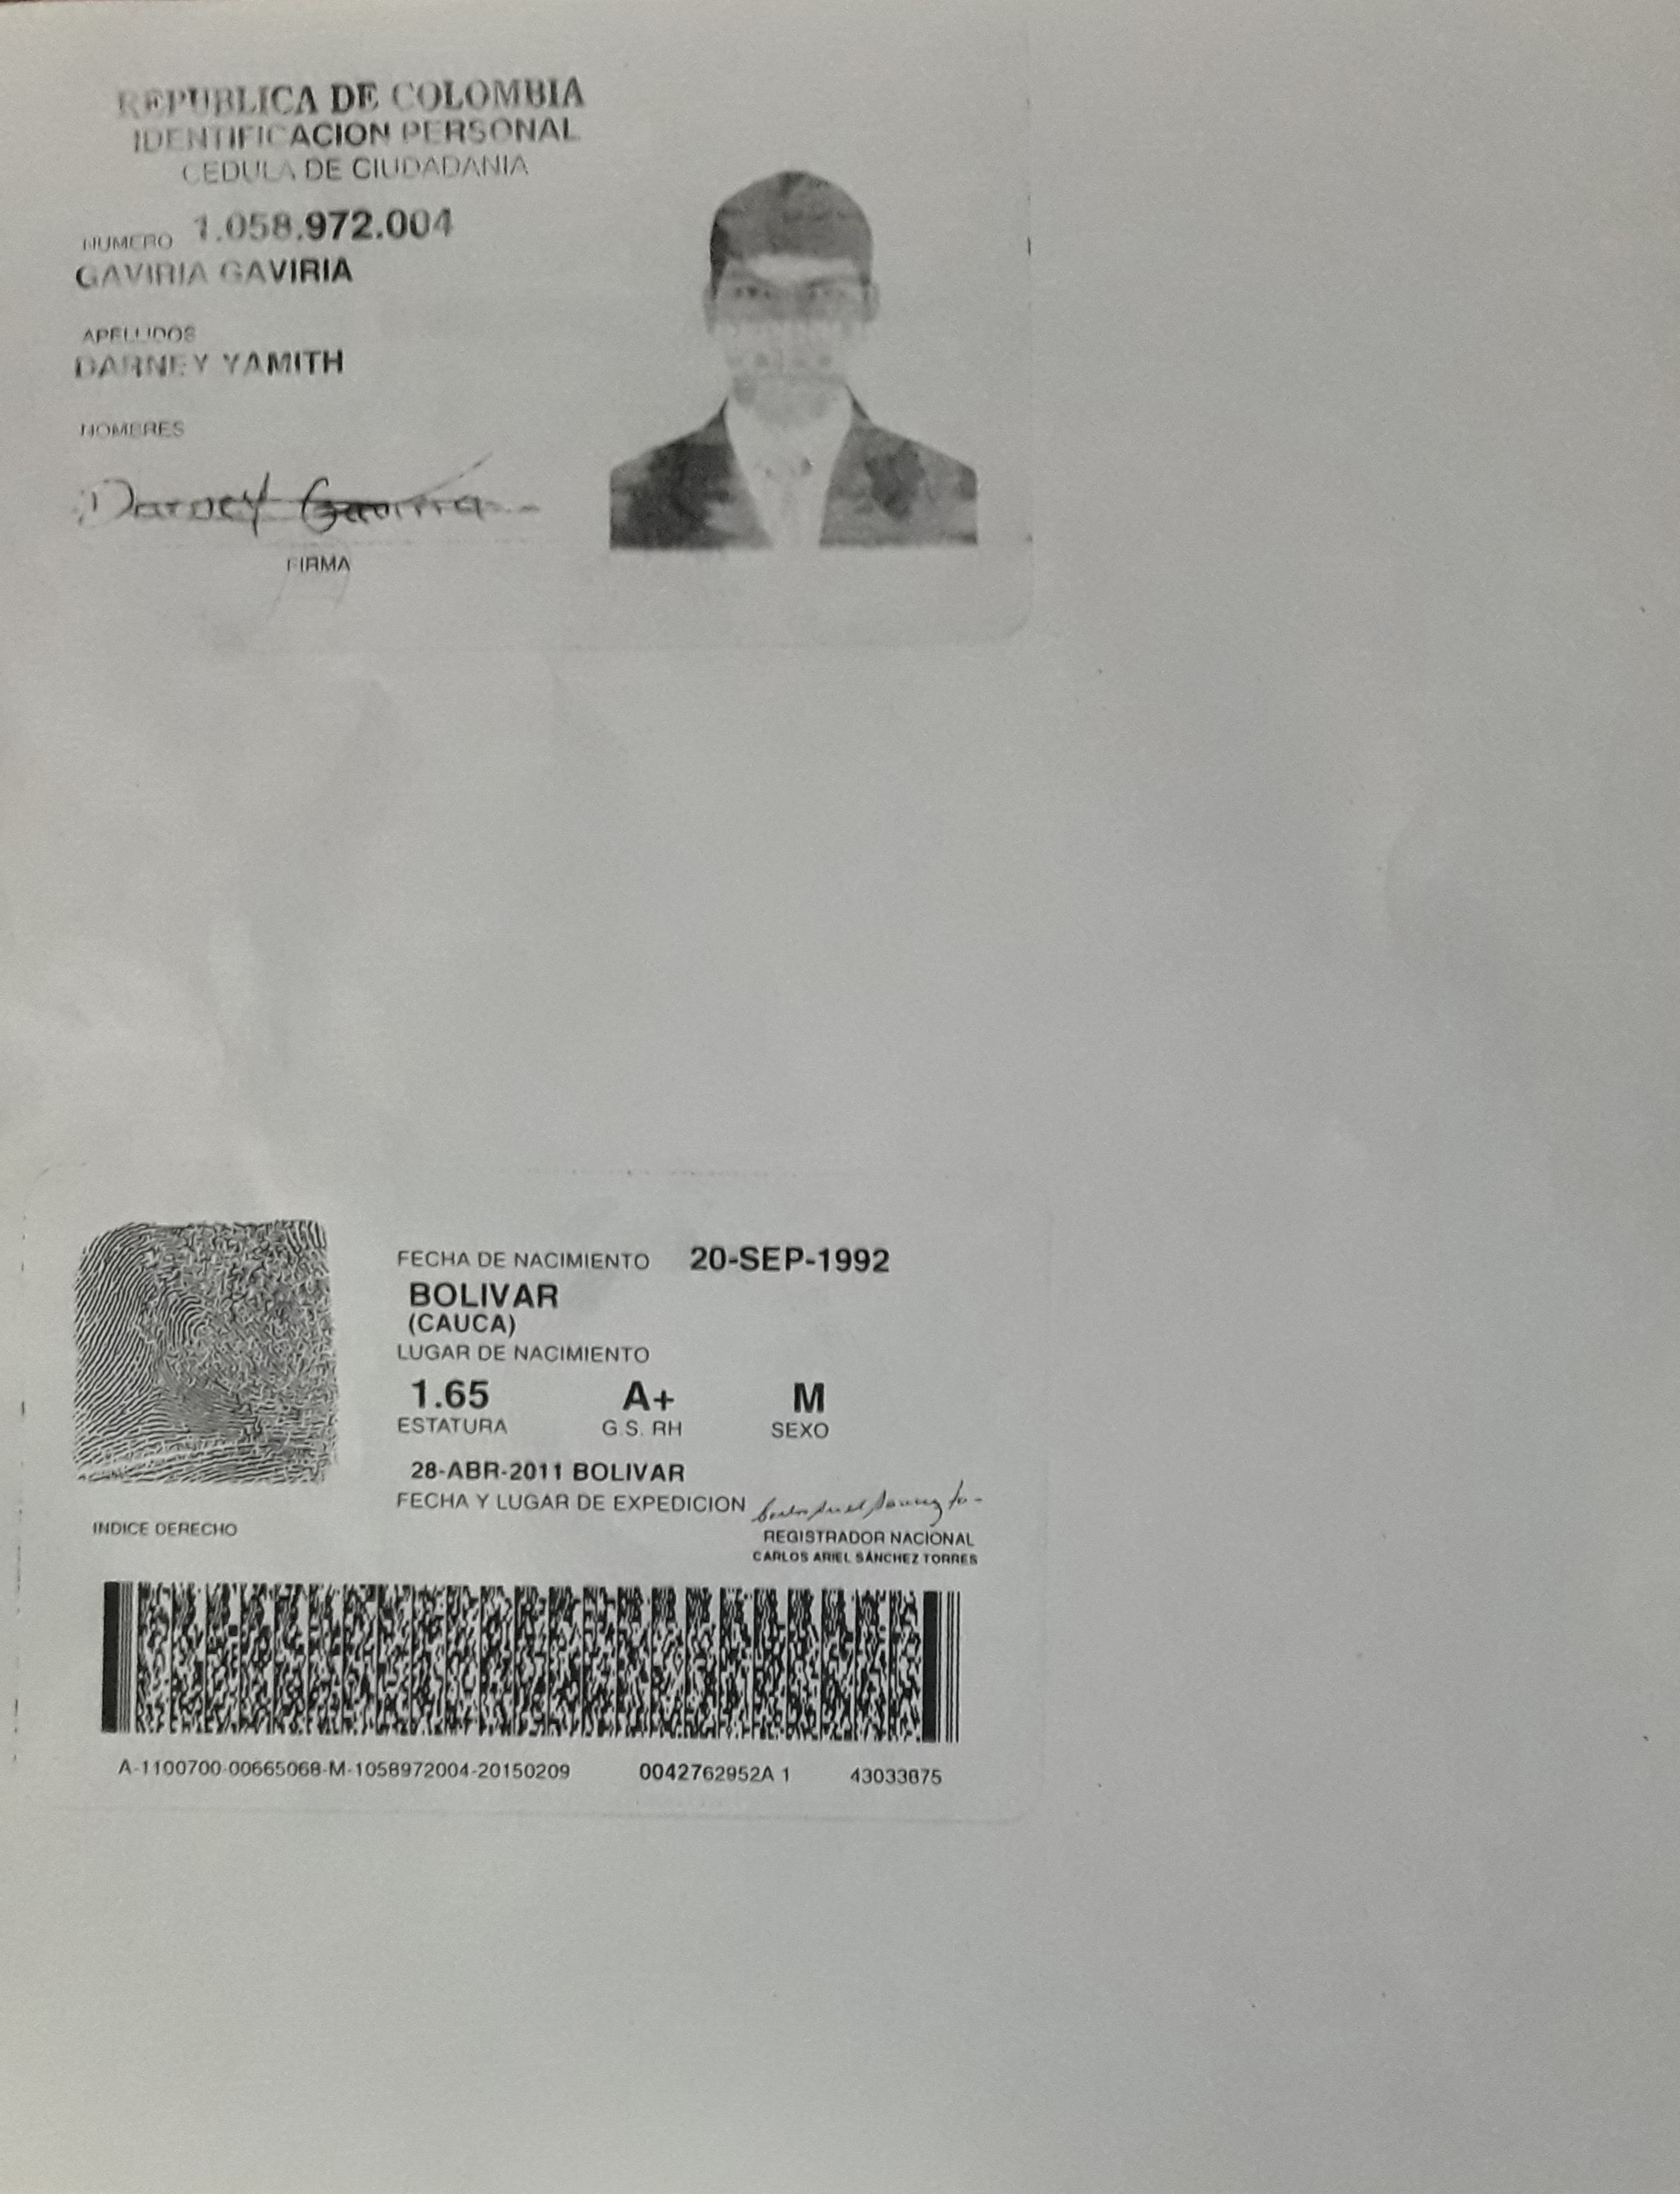 REPUBLICA DE COLOMBIA
IDENTIFICACION PERSONAL
CEDULA DE CIUDADANIA
NUMERO 1.058.972.004
GAVIRIA GAVIRIA
APELLIDOS
DARNEY YAMITH
NOMBRES
Darney Gaviria
FIRMA
FECHA DE NACIMIENTO 20-SEP-1992
BOLIVAR
(CAUCA)
LUGAR DE NACIMIENTO
1.65 A+ M
ESTATURA G.S. RH SEXO
28-ABR-2011 BOLIVAR
FECHA Y LUGAR DE EXPEDICION
INDICE DERECHO
REGISTRADOR NACIONAL
CARLOS ARIEL SÁNCHEZ TORRES
A-1100700-00665068-M-1058972004-20150209 0042762952A 1 43033875